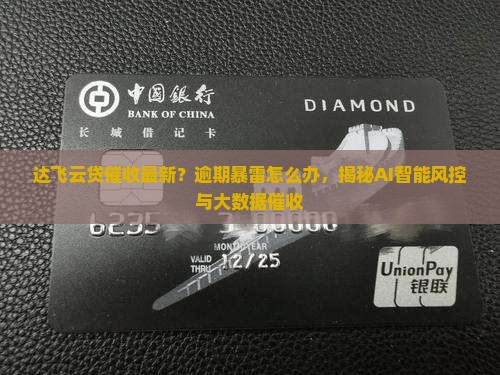 中国银行
BANK OF CHINA
DIAMOND
长城借记卡
达飞云贷催收最新？逾期暴雷怎么办，揭秘AI智能风控
与大数据催收
6235
00000
MONTH/YEAR
VALID
THRU
12/25
UnionPay
银联